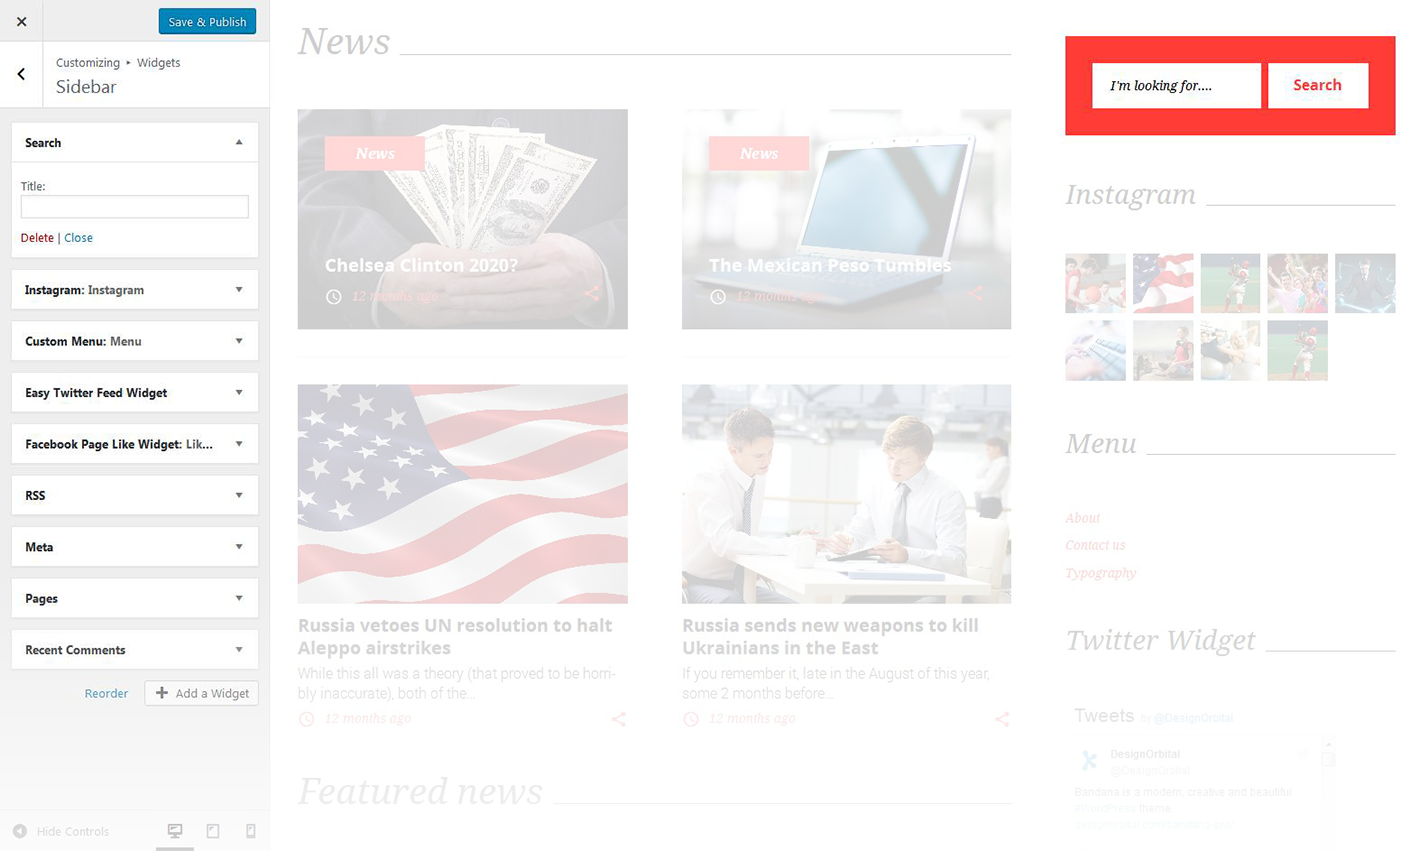 Save & Publish
Customizing ▸ Widgets
Sidebar
Search
Title:
Delete | Close
Instagram: Instagram
Custom Menu: Menu
Easy Twitter Feed Widget
Facebook Page Like Widget: Lik...
RSS
Meta
Pages
Recent Comments
Reorder
Add a Widget
Hide Controls
News
News
Chelsea Clinton 2020?
12 months ago
News
The Mexican Peso Tumbles
12 months ago
Russia vetoes UN resolution to halt
Aleppo airstrikes
While this all was a theory (that proved to be horri-
bly inaccurate), both of the...
12 months ago
Russia sends new weapons to kill
Ukrainians in the East
If you remember it, late in the August of this year,
some 2 months before...
12 months ago
Featured news
I'm looking for....
Search
Instagram
Menu
About
Contact us
Typography
Twitter Widget
Tweets by @DesignOrbital
DesignOrbital
@DesignOrbital
Bandana is a modern, creative and beautiful
#WordPress theme